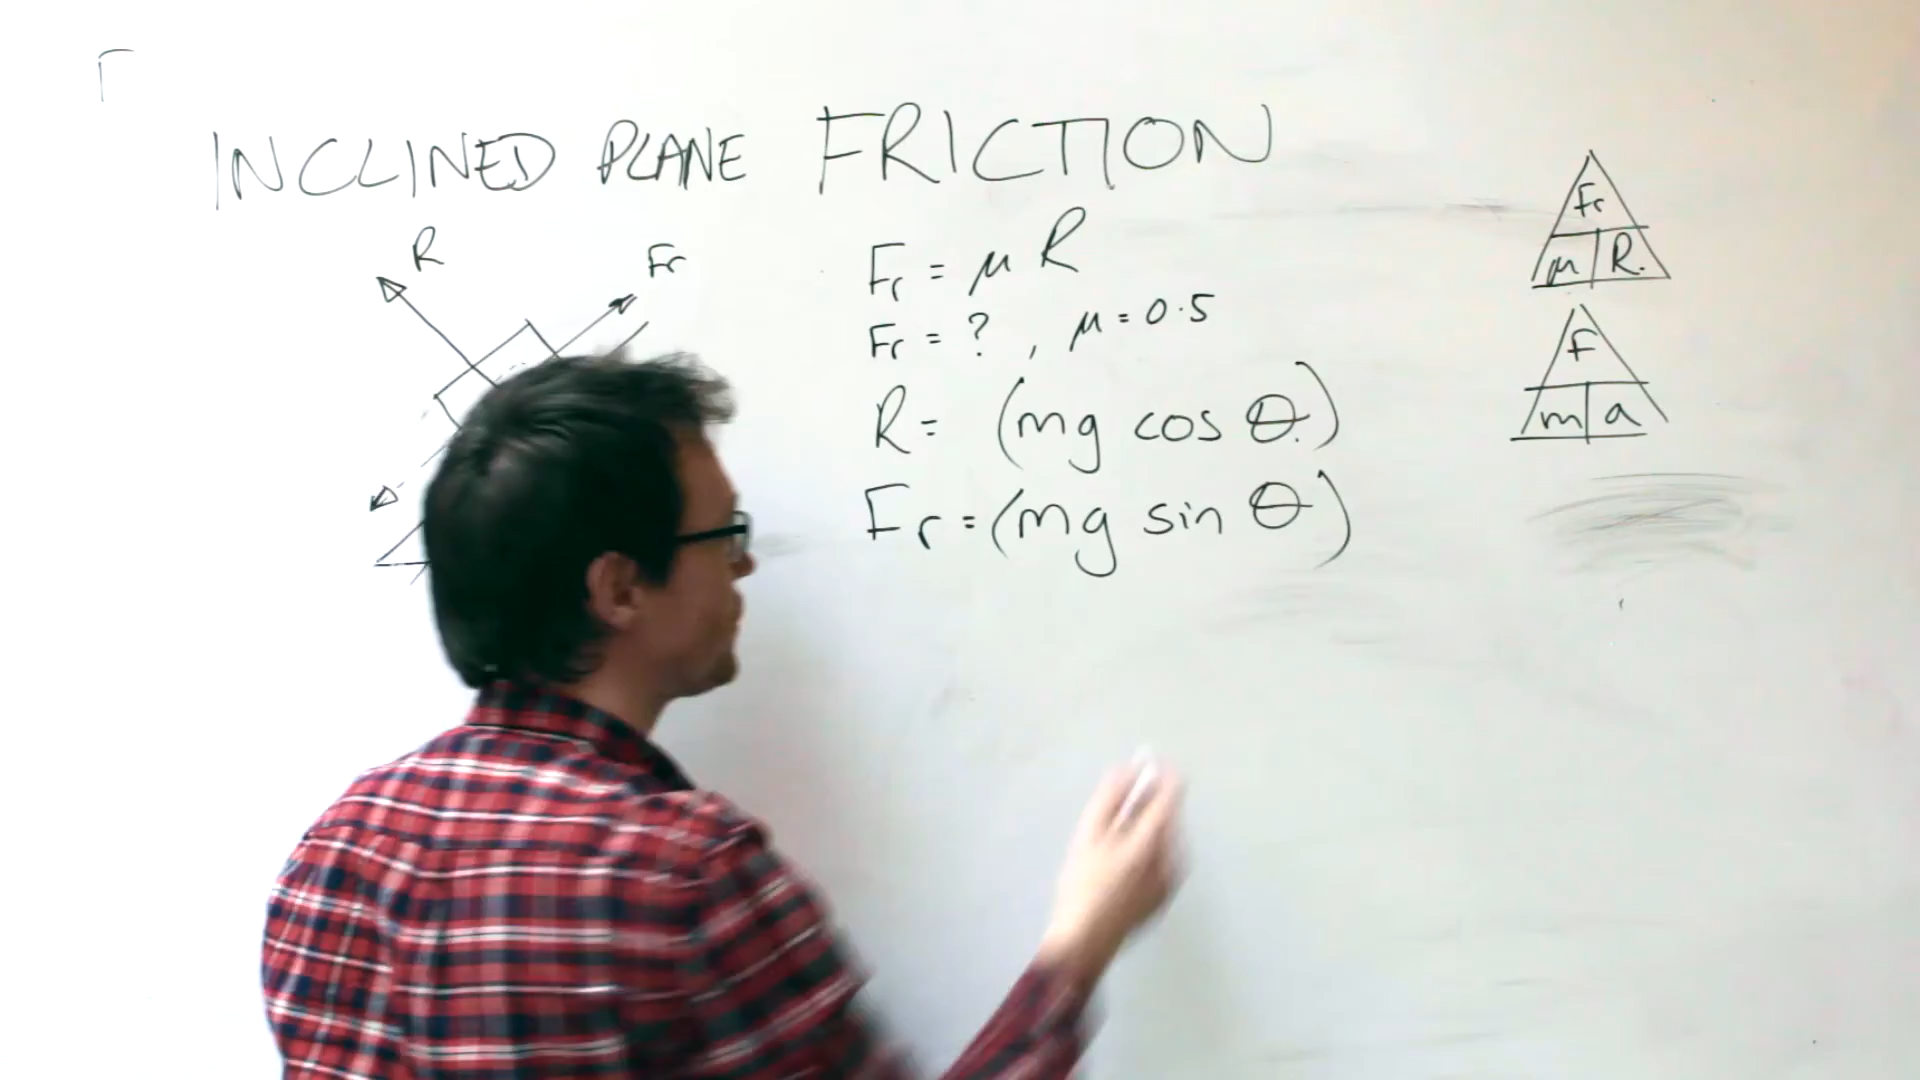 INCLINED PLANE FRICTION
R
Fr
Fr = μ R
Fr = ? , μ = 0.5
R = (mg cos θ)
Fr = (mg sin θ)
Fr
μ R.
F
m a